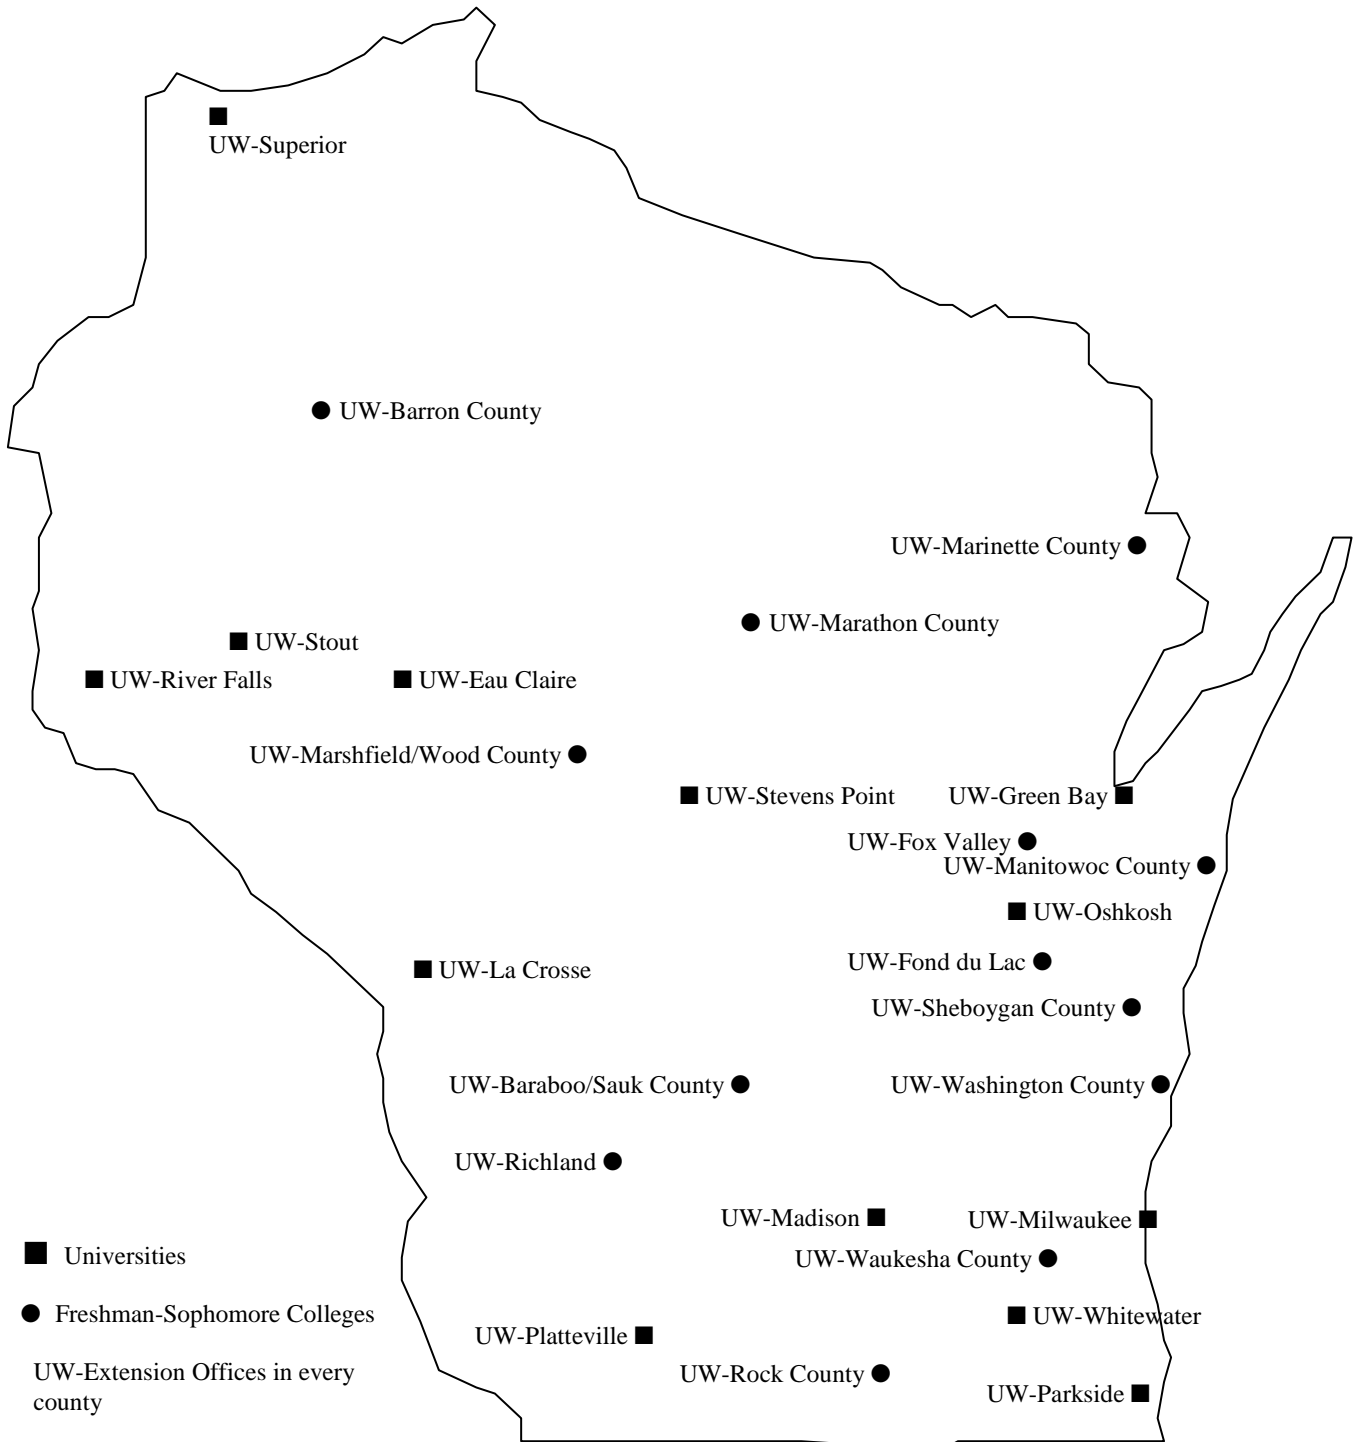 UW-Superior
UW-Barron County
UW-Marinette County
UW-Marathon County
UW-Stout
UW-River Falls
UW-Eau Claire
UW-Marshfield/Wood County
UW-Stevens Point
UW-Green Bay
UW-Fox Valley
UW-Manitowoc County
UW-Oshkosh
UW-La Crosse
UW-Fond du Lac
UW-Sheboygan County
UW-Baraboo/Sauk County
UW-Washington County
UW-Richland
UW-Madison
UW-Milwaukee
UW-Waukesha County
UW-Whitewater
UW-Platteville
UW-Rock County
UW-Parkside
Universities
Freshman-Sophomore Colleges
UW-Extension Offices in every
county